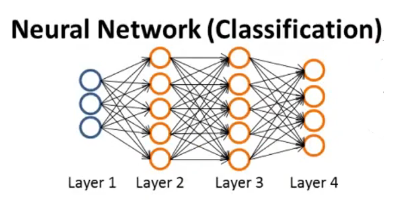 Neural Network (Classification)
Layer 1 Layer 2 Layer 3 Layer 4